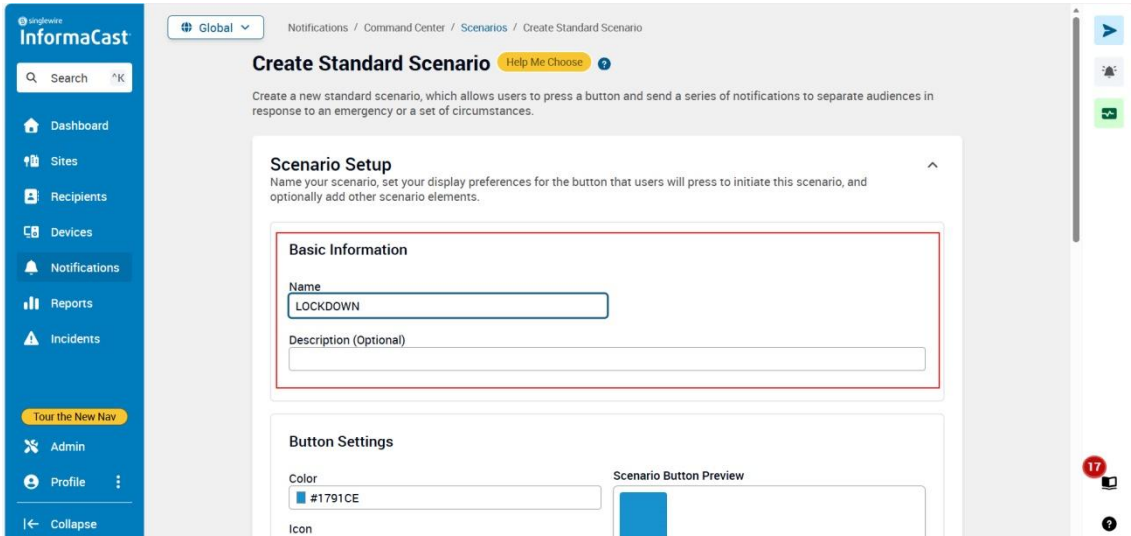 singlewire
InformaCast
Search ^K
Dashboard
Sites
Recipients
Devices
Notifications
Reports
Incidents
Tour the New Nav
Admin
Profile
Collapse
Global
Notifications / Command Center / Scenarios / Create Standard Scenario
Create Standard Scenario Help Me Choose ?
Create a new standard scenario, which allows users to press a button and send a series of notifications to separate audiences in
response to an emergency or a set of circumstances.
Scenario Setup
Name your scenario, set your display preferences for the button that users will press to initiate this scenario, and
optionally add other scenario elements.
Basic Information
Name
LOCKDOWN
Description (Optional)
Button Settings
Color
#1791CE
Icon
Scenario Button Preview
17
?